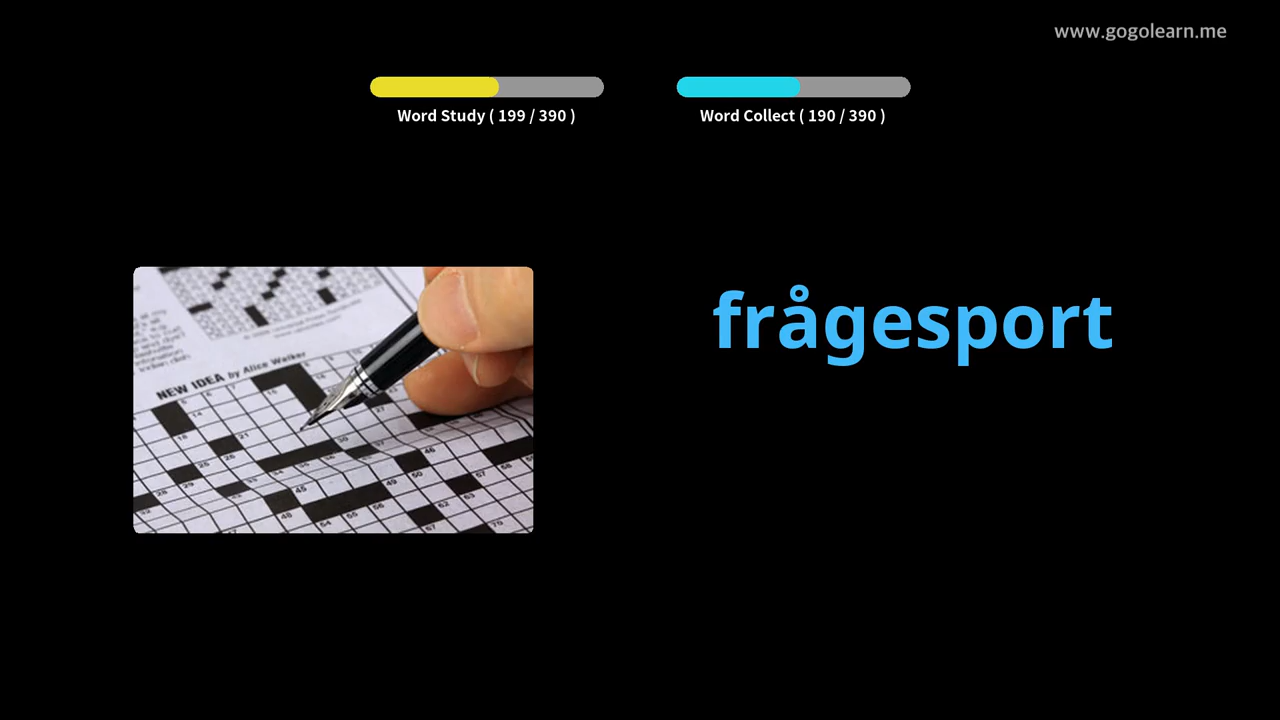 www.gogolearn.me
Word Study ( 199 / 390 )
Word Collect ( 190 / 390 )
frågesport
NEW IDEA by Alice Walker